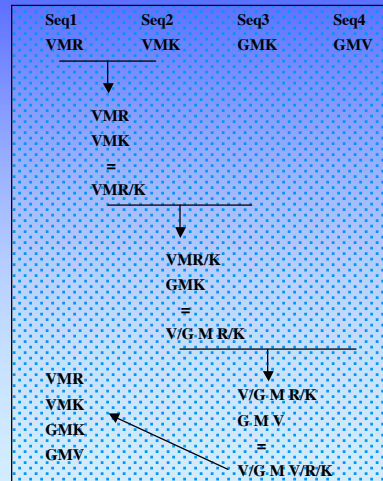 Seq1 Seq2 Seq3 Seq4
VMR VMK GMK GMV
VMR
VMK
=
VMR/K
VMR/K
GMK
=
V/G M R/K
V/G M R/K
G M V
=
V/G M V/R/K
VMR
VMK
GMK
GMV